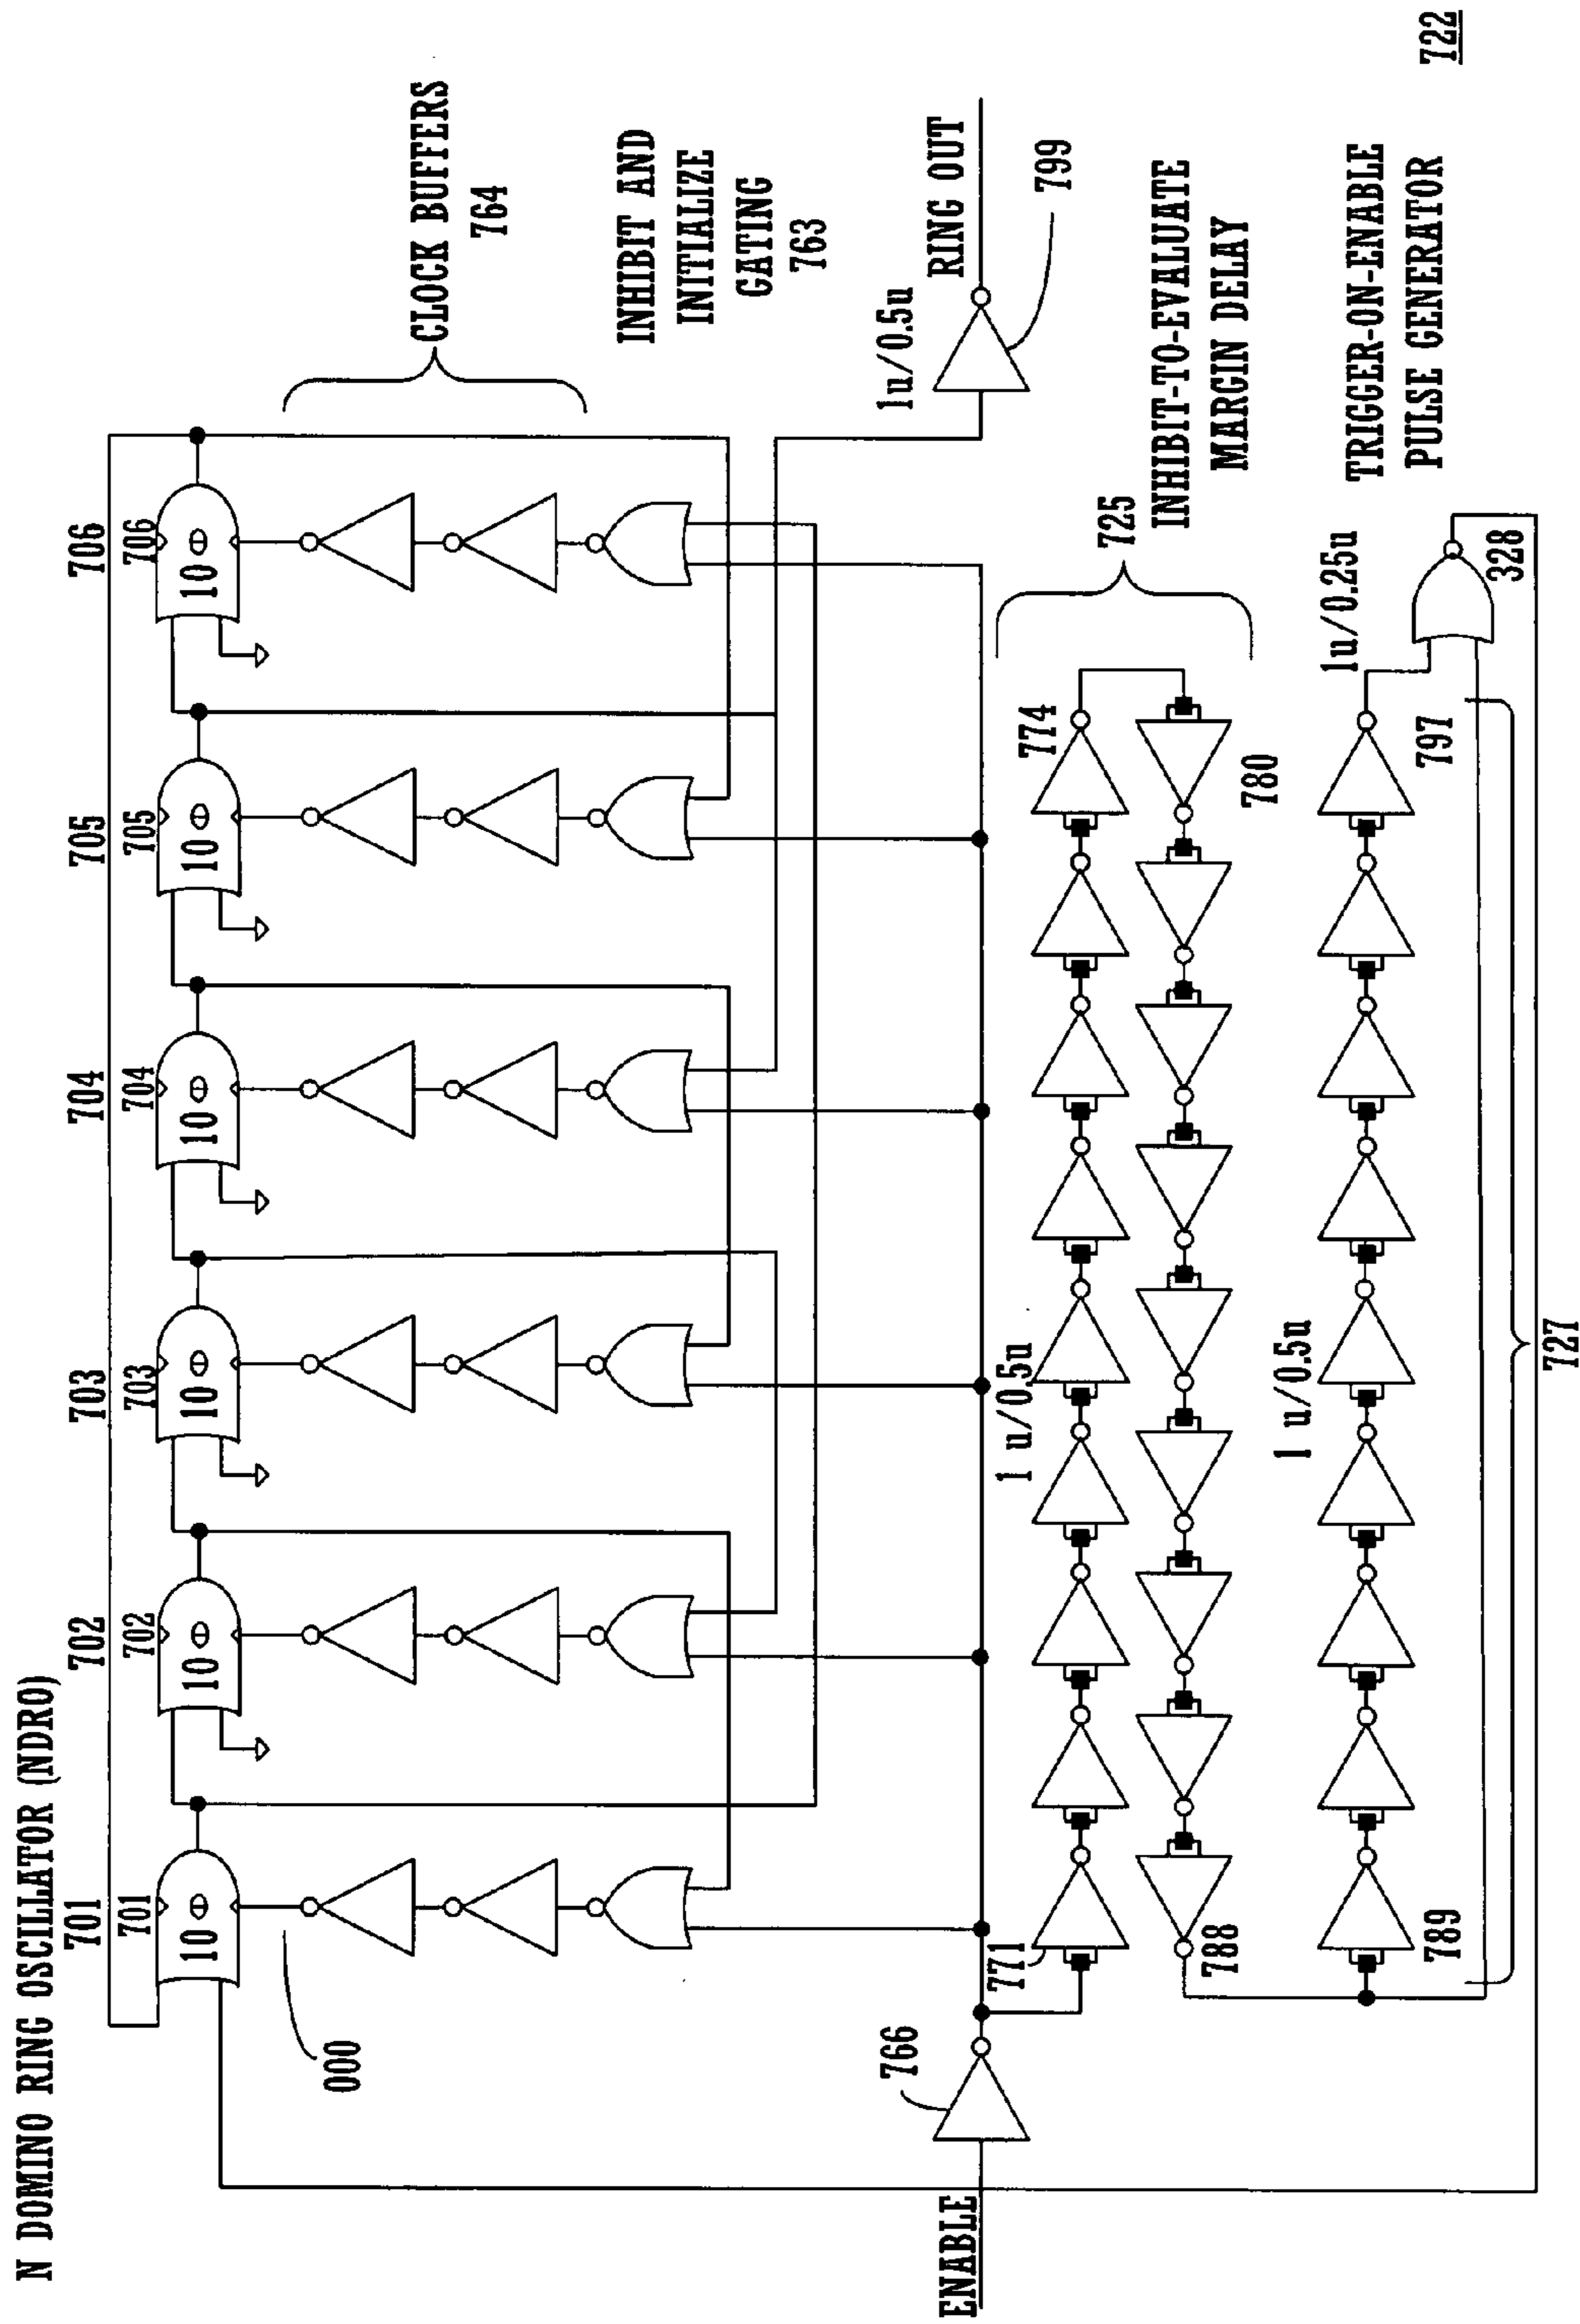 N DOMINO RING OSCILLATOR (NDRO)
701
702
703
704
705
706
701
702
703
704
705
706
10 Θ
10 Θ
10 Θ
10 Θ
10 Θ
10 Θ
000
CLOCK BUFFERS
764
INHIBIT AND
INITIALIZE
GATING
763
ENABLE
766
1u/0.5u
RING OUT
799
771
1 u/0.5u
774
725
INHIBIT-TO-EVALUATE
MARGIN DELAY
788
780
789
1 u/0.5u
797
1u/0.25u
328
TRIGGER-ON-ENABLE
PULSE GENERATOR
727
722